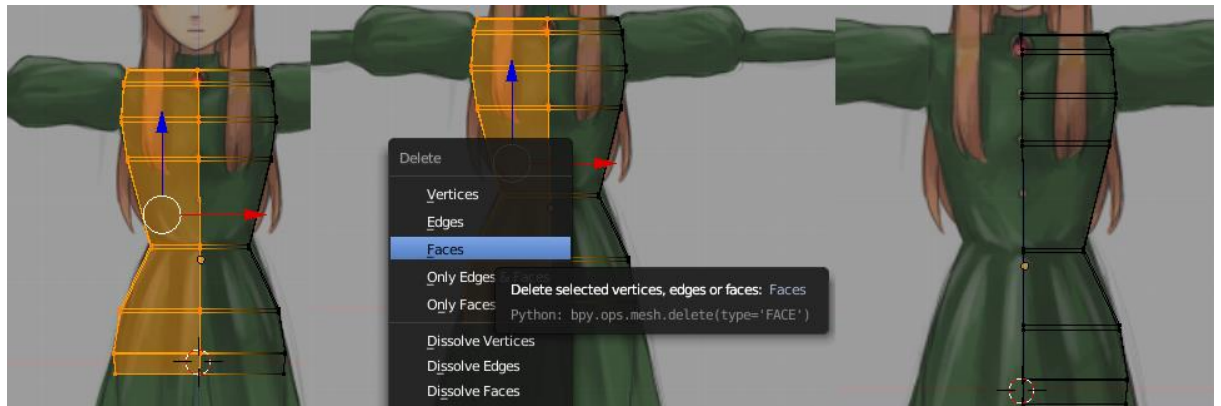 Delete
Vertices
Edges
Faces
Only Edges & Faces
Only Faces
Delete selected vertices, edges or faces: Faces
Python: bpy.ops.mesh.delete(type='FACE')
Dissolve Vertices
Dissolve Edges
Dissolve Faces